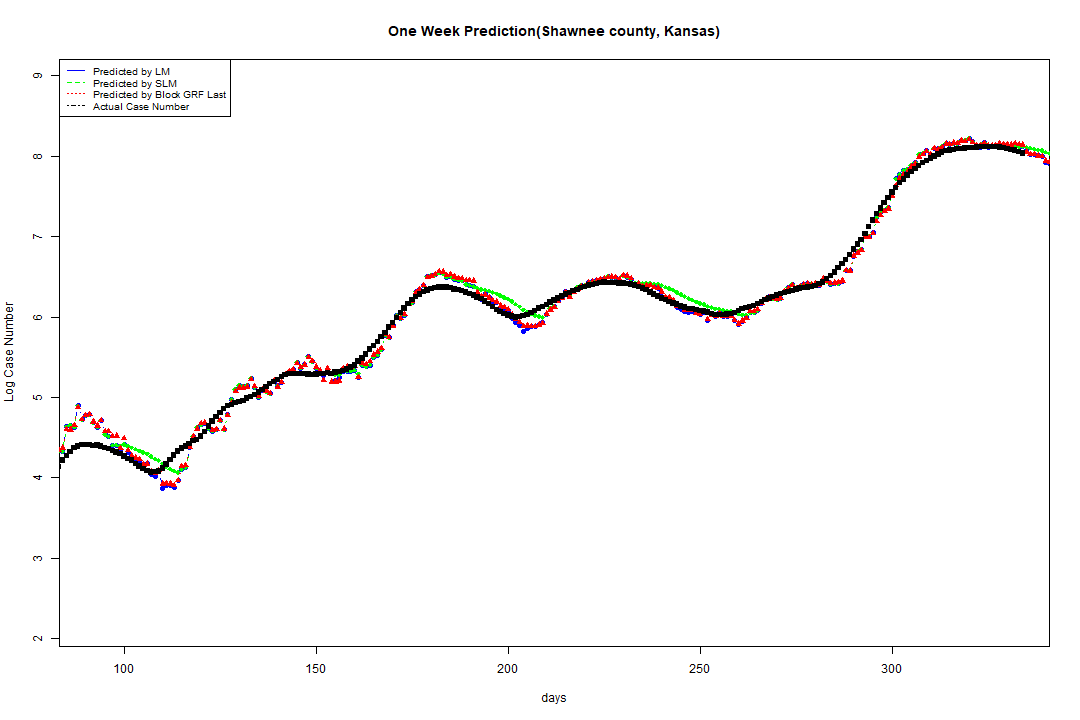 One Week Prediction(Shawnee county, Kansas)
Predicted by LM
Predicted by SLM
Predicted by Block GRF Last
Actual Case Number
9
8
7
6
5
4
3
2
Log Case Number
100 150 200 250 300
days